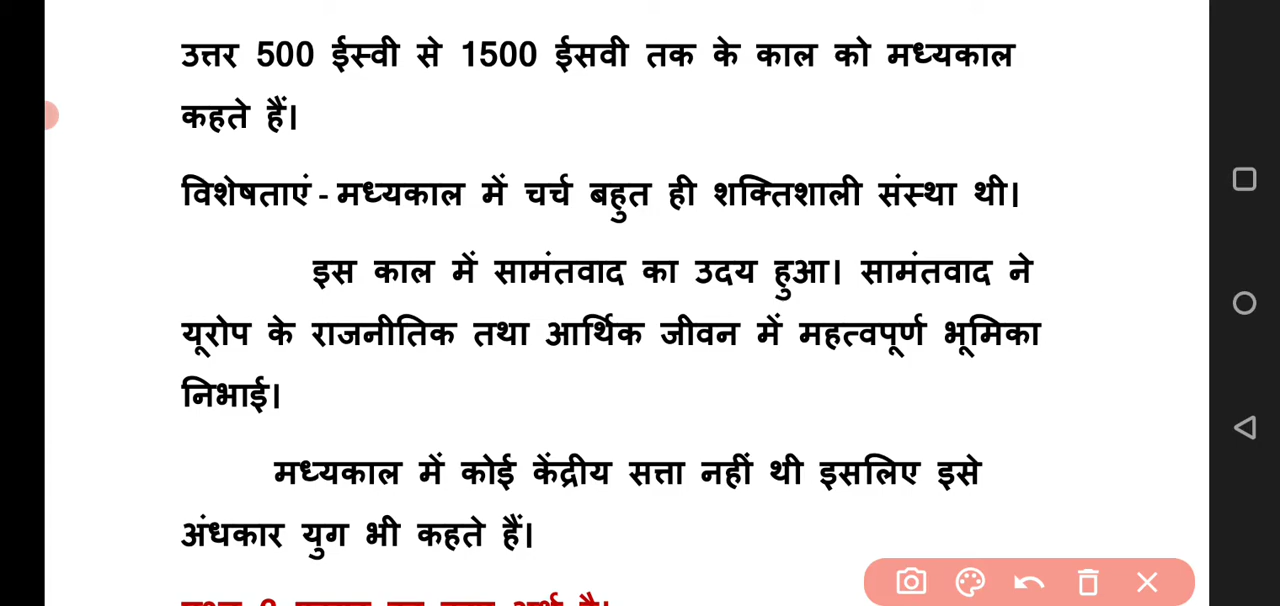 उत्तर 500 ईस्वी से 1500 ईसवी तक के काल को मध्यकाल
कहते हैं।
विशेषताएं - मध्यकाल में चर्च बहुत ही शक्तिशाली संस्था थी।
इस काल में सामंतवाद का उदय हुआ। सामंतवाद ने
यूरोप के राजनीतिक तथा आर्थिक जीवन में महत्वपूर्ण भूमिका
निभाई।
मध्यकाल में कोई केंद्रीय सत्ता नहीं थी इसलिए इसे
अंधकार युग भी कहते हैं।